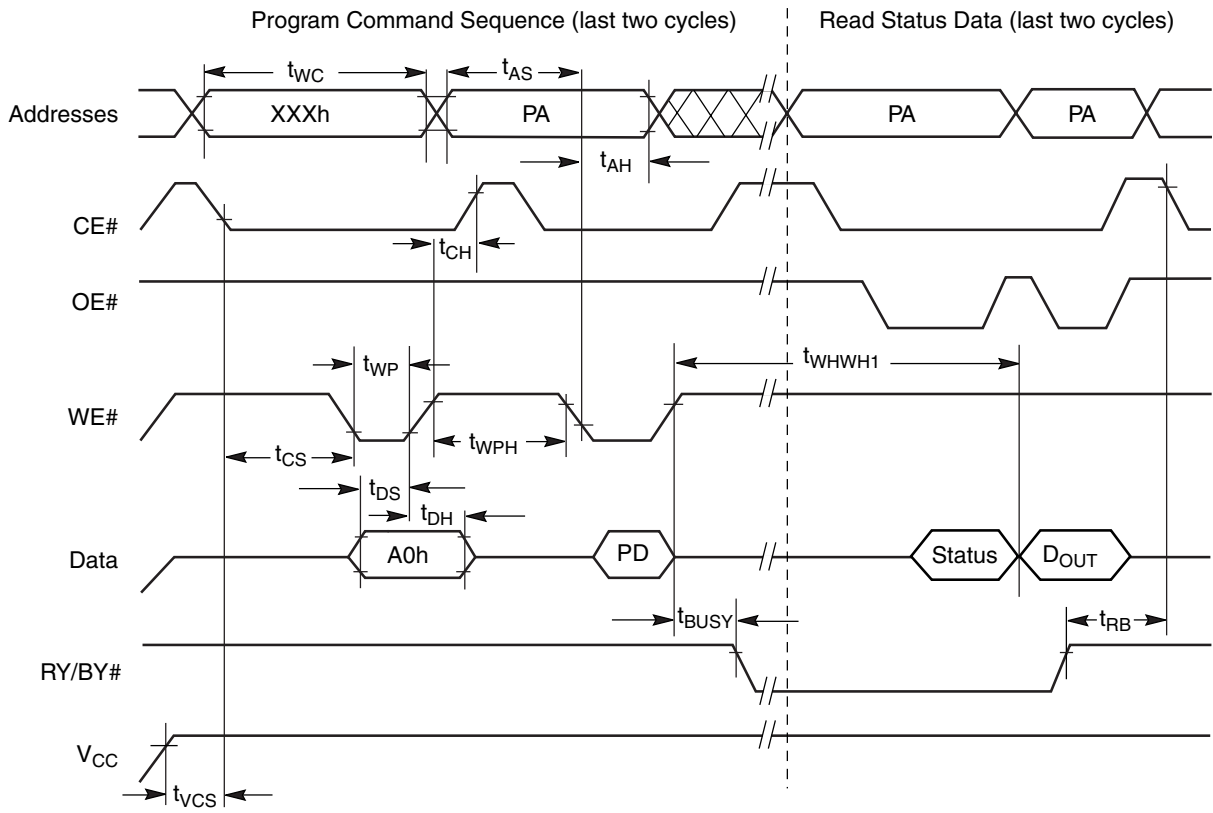 Program Command Sequence (last two cycles) Read Status Data (last two cycles)
tWC tAS
Addresses XXXh PA PA PA
tAH
CE#
tCH
OE#
tWP tWHWH1
WE#
tWPH
tCS
tDS
tDH
Data A0h PD Status DOUT
tBUSY tRB
RY/BY#
VCC
tVCS